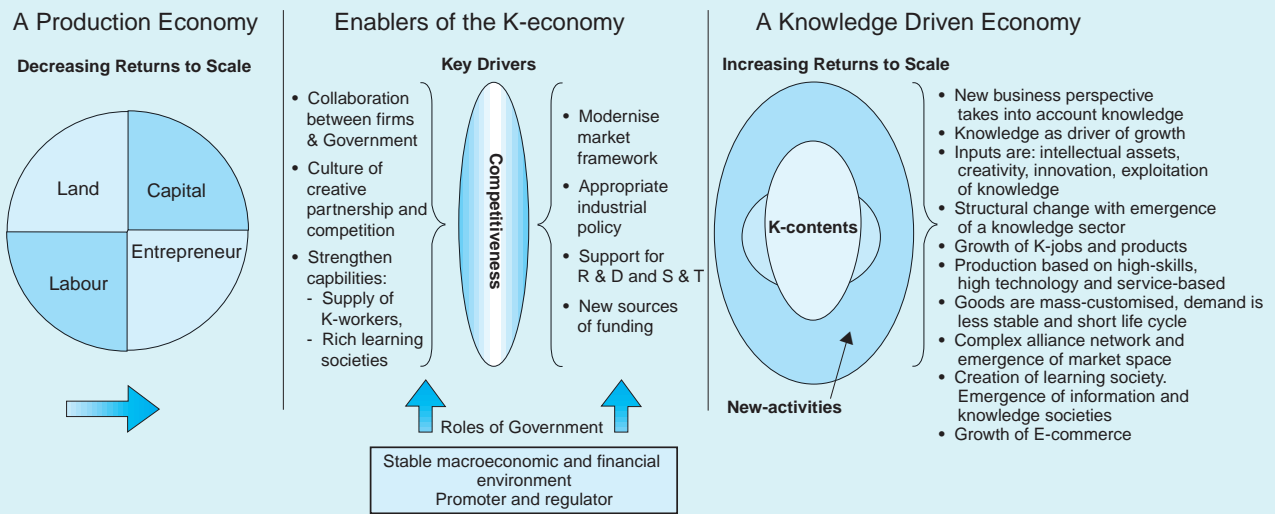 A Production Economy
Decreasing Returns to Scale
Land
Capital
Labour
Entrepreneur
Enablers of the K-economy
Key Drivers
• Collaboration
between firms
& Government
• Culture of
creative
partnership and
competition
• Strengthen
capbilities:
- Supply of
K-workers,
- Rich learning
societies
Competitiveness
• Modernise
market
framework
• Appropriate
industrial
policy
• Support for
R & D and S & T
• New sources
of funding
Roles of Government
Stable macroeconomic and financial
environment
Promoter and regulator
A Knowledge Driven Economy
Increasing Returns to Scale
K-contents
New-activities
• New business perspective
takes into account knowledge
• Knowledge as driver of growth
• Inputs are: intellectual assets,
creativity, innovation, exploitation
of knowledge
• Structural change with emergence
of a knowledge sector
• Growth of K-jobs and products
• Production based on high-skills,
high technology and service-based
• Goods are mass-customised, demand is
less stable and short life cycle
• Complex alliance network and
emergence of market space
• Creation of learning society.
Emergence of information and
knowledge societies
• Growth of E-commerce